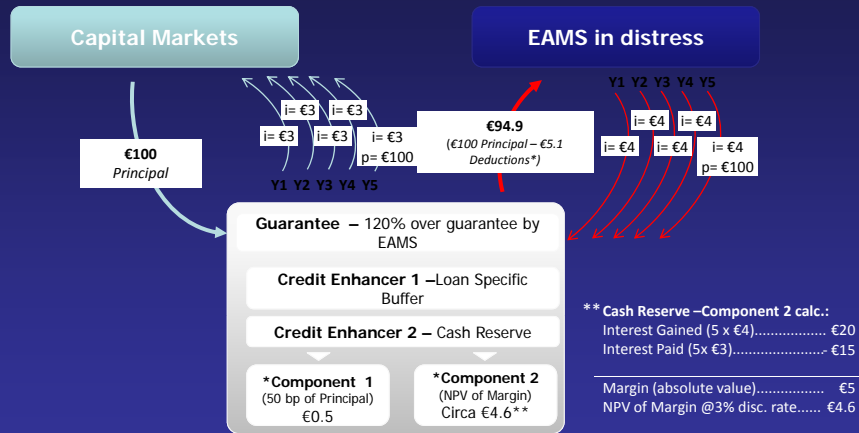 Capital Markets
EAMS in distress
Y1 Y2 Y3 Y4 Y5
i= €3 i= €3
i= €3 i= €3
i= €3
p= €100
€100
Principal
Y1 Y2 Y3 Y4 Y5
€94.9
(€100 Principal – €5.1
Deductions*)
i= €4 i= €4
i= €4 i= €4
i= €4
p= €100
Guarantee – 120% over guarantee by
EAMS
Credit Enhancer 1 –Loan Specific
Buffer
Credit Enhancer 2 – Cash Reserve
*Component 1
(50 bp of Principal)
€0.5
*Component 2
(NPV of Margin)
Circa €4.6**
** Cash Reserve –Component 2 calc.:
Interest Gained (5 x €4).................. €20
Interest Paid (5x €3)......................- €15
Margin (absolute value)................. €5
NPV of Margin @3% disc. rate...... €4.6